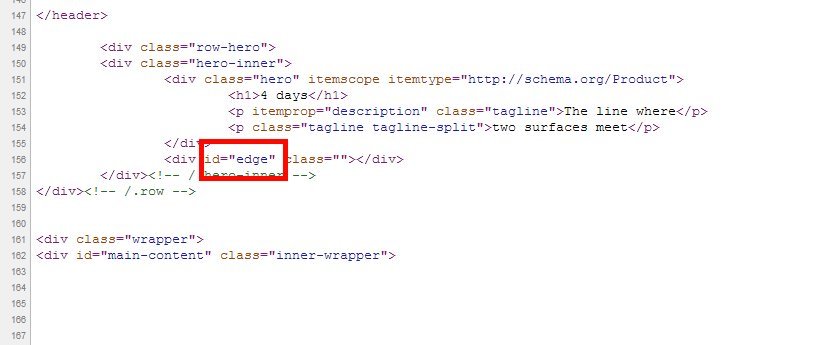 147 </header>
148
149 <div class="row-hero">
150 <div class="hero-inner">
151 <div class="hero" itemscope itemtype="http://schema.org/Product">
152 <h1>4 days</h1>
153 <p itemprop="description" class="tagline">The line where</p>
154 <p class="tagline tagline-split">two surfaces meet</p>
155 </div>
156 <div id="edge" class=""></div>
157 </div><!-- /.hero-inner -->
158 </div><!-- /.row -->
159
160
161 <div class="wrapper">
162 <div id="main-content" class="inner-wrapper">
163
164
165
166
167